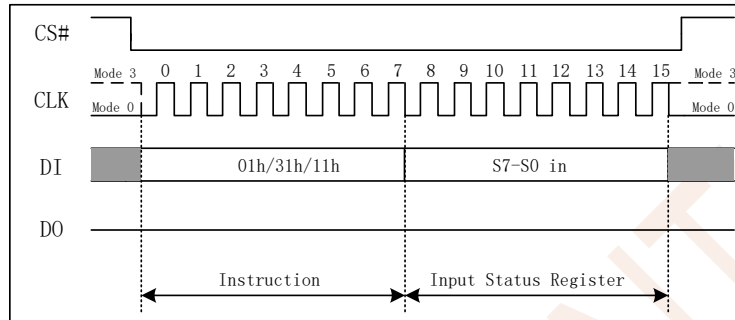 CS#
Mode 3 0 1 2 3 4 5 6 7 8 9 10 11 12 13 14 15 Mode 3
CLK
Mode 0 Mode 0
DI 01h/31h/11h S7-S0 in
DO
Instruction Input Status Register